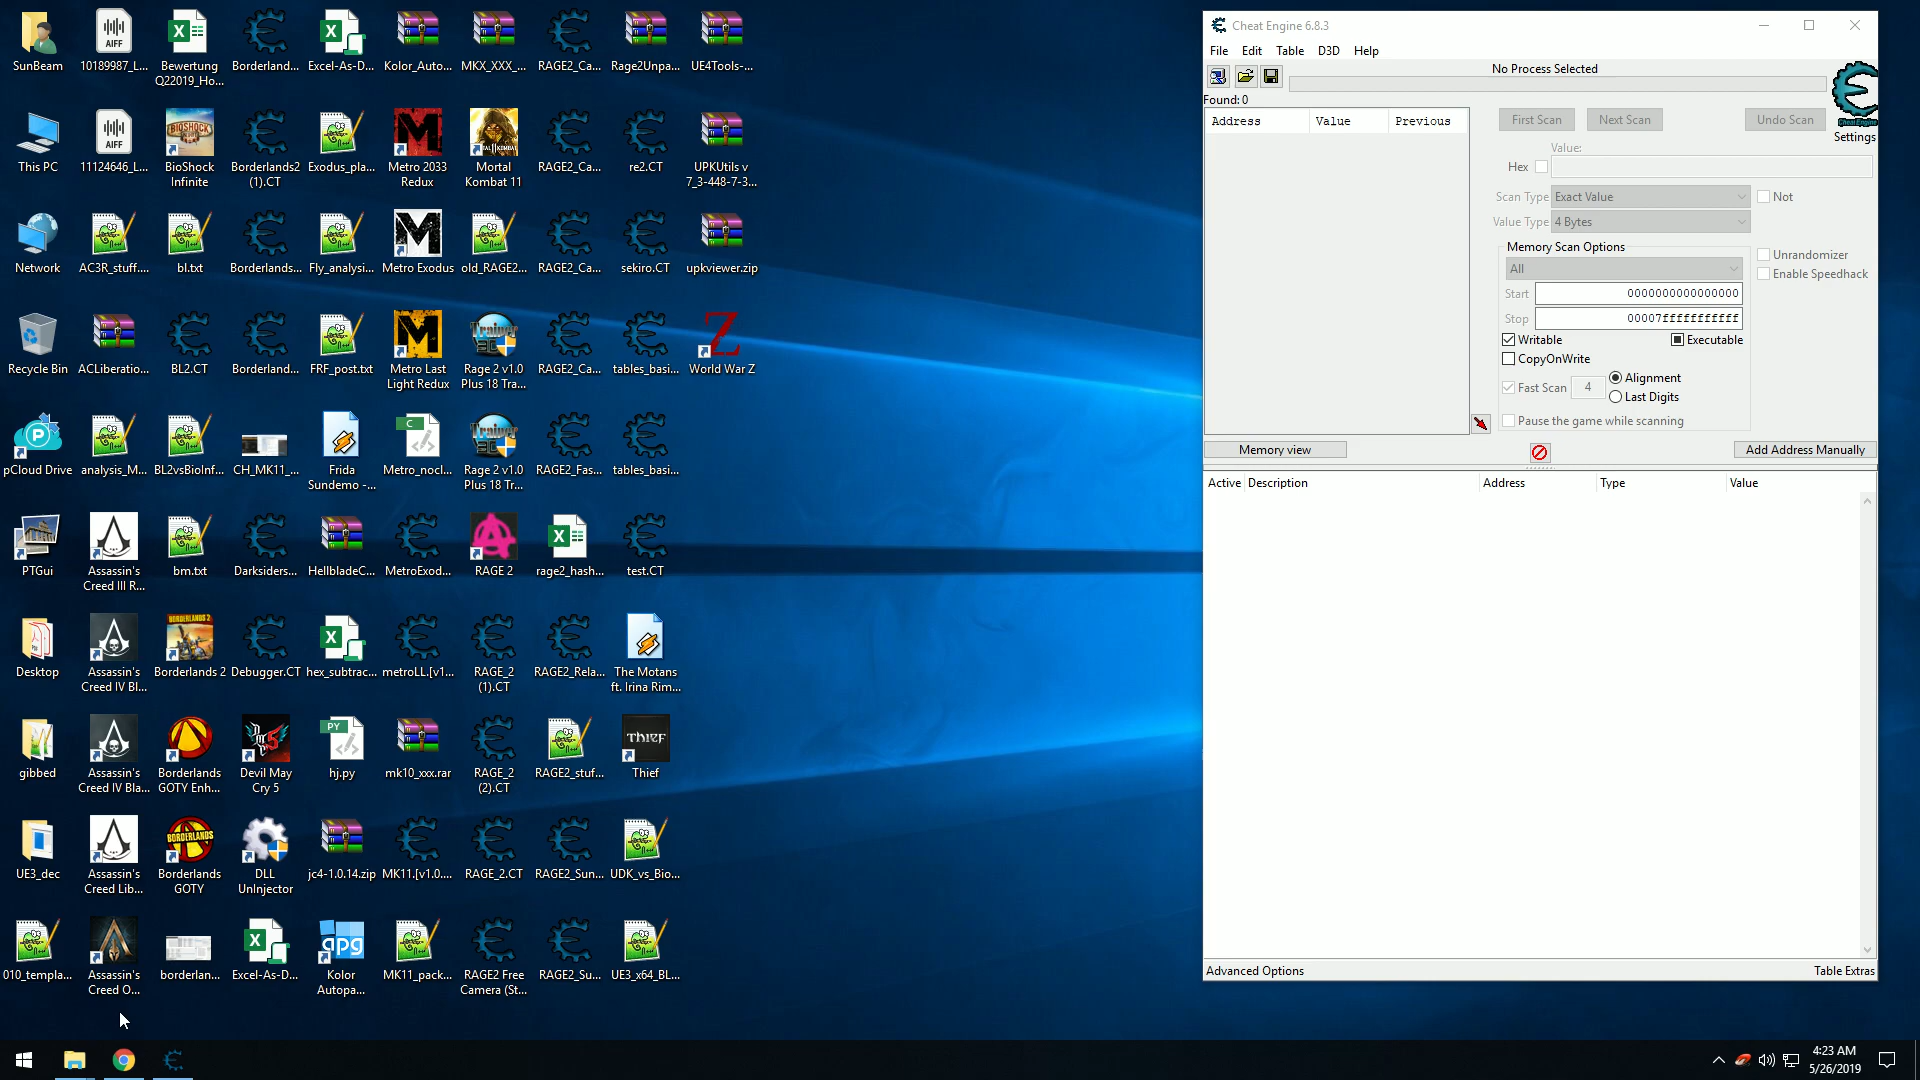 SunBeam
10189987_L...
Bewertung
Q22019_Ho...
Borderland...
Excel-As-D...
Kolor_Auto...
MKX_XXX_...
RAGE2_Ca...
Rage2Unpa...
UE4Tools-...
This PC
11124646_L...
BioShock
Infinite
Borderlands2
(1).CT
Exodus_pla...
Metro 2033
Redux
Mortal
Kombat 11
RAGE2_Ca...
re2.CT
UPKUtils v
7_3-448-7-3...
Network
AC3R_stuff....
bl.txt
Borderlands...
Fly_analysi...
Metro Exodus
old_RAGE2...
RAGE2_Ca...
sekiro.CT
upkviewer.zip
Recycle Bin
ACLiberatio...
BL2.CT
Borderland...
FRF_post.txt
Metro Last
Light Redux
Rage 2 v1.0
Plus 18 Tra...
RAGE2_Ca...
tables_basi...
World War Z
pCloud Drive
analysis_M...
BL2vsBioInf...
CH_MK11_...
Frida
Sundemo -...
Metro_nocl...
Rage 2 v1.0
Plus 18 Tr...
RAGE2_Fas...
tables_basi...
PTGui
Assassin's
Creed III R...
bm.txt
Darksiders...
HellbladeC...
MetroExod...
RAGE 2
rage2_hash...
test.CT
Desktop
Assassin's
Creed IV Bl...
Borderlands 2
Debugger.CT
hex_subtrac...
metroLL.[v1...
RAGE_2
(1).CT
RAGE2_Rela...
The Motans
ft. Irina Rim...
gibbed
Assassin's
Creed IV Bla...
Borderlands
GOTY Enh...
Devil May
Cry 5
hj.py
mk10_xxx.rar
RAGE_2
(2).CT
RAGE2_stuf...
Thief
UE3_dec
Assassin's
Creed Lib...
Borderlands
GOTY
DLL
UnInjector
jc4-1.0.14.zip
MK11.[v1.0....
RAGE_2.CT
RAGE2_Sun...
UDK_vs_Bio...
010_templa...
Assassin's
Creed O...
borderlan...
Excel-As-D...
Kolor
Autopa...
MK11_pack...
RAGE2 Free
Camera (St...
RAGE2_Su...
UE3_x64_BL...
Cheat Engine 6.8.3
File Edit Table D3D Help
No Process Selected
Found: 0
Address Value Previous
First Scan Next Scan Undo Scan
Cheat Engine
Settings
Value:
Hex
Scan Type Exact Value Not
Value Type 4 Bytes
Memory Scan Options
All
Unrandomizer
Enable Speedhack
Start 0000000000000000
Stop 00007fffffffffff
Writable Executable
CopyOnWrite
Fast Scan 4 Alignment
Last Digits
Pause the game while scanning
Memory view Add Address Manually
Active Description Address Type Value
Advanced Options Table Extras
4:23 AM
5/26/2019